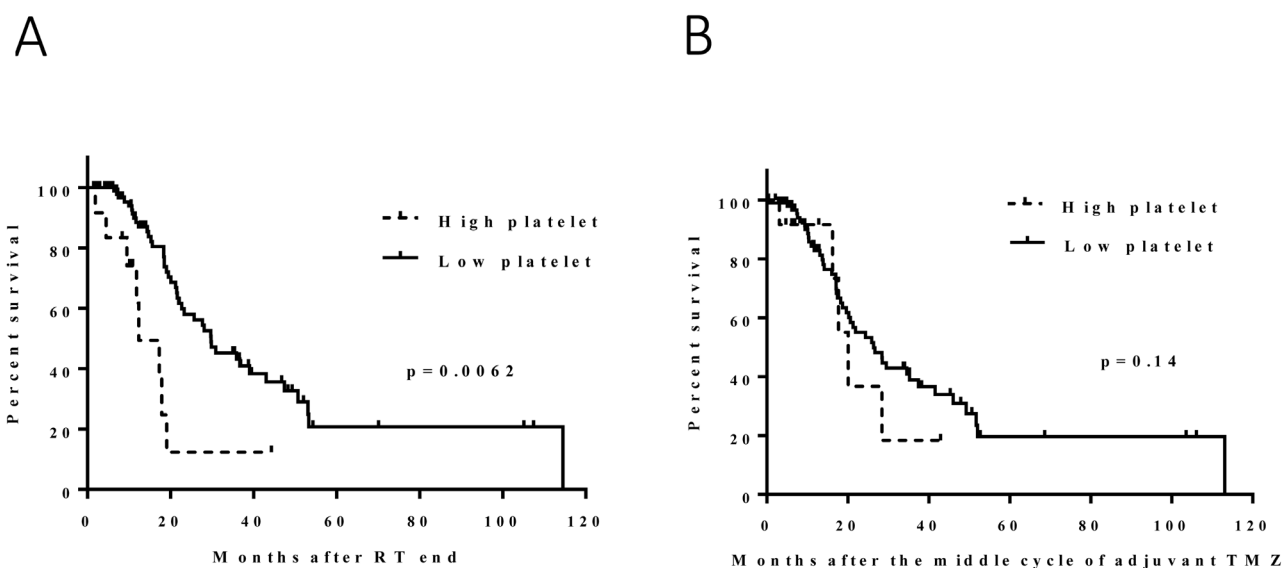 A
B
Percent survival
100
80
60
40
20
0
High platelet
Low platelet
p=0.0062
0 20 40 60 80 100 120
Months after RT end
Percent survival
100
80
60
40
20
0
High platelet
Low platelet
p=0.14
0 20 40 60 80 100 120
Months after the middle cycle of adjuvant TMZ